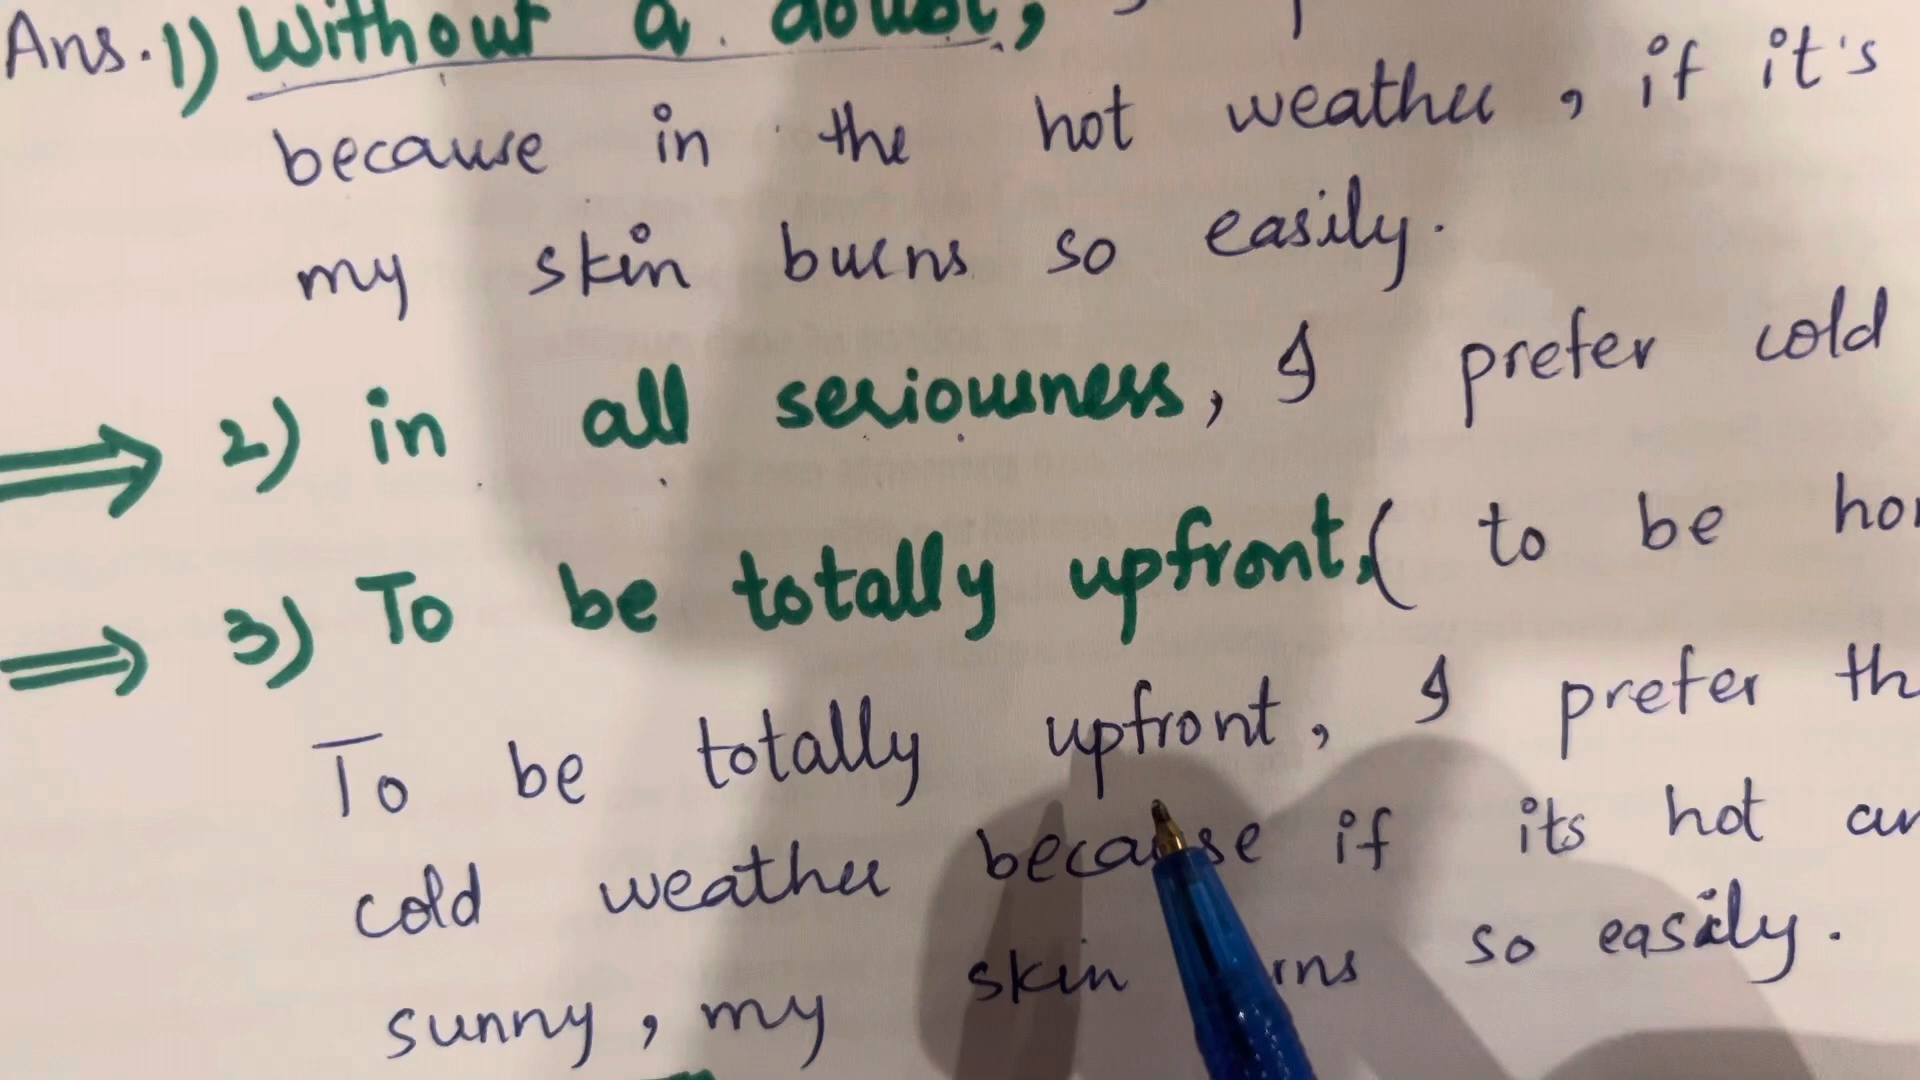 Ans. 1) Without a doubt,
because in the hot weather, if it's
my skin burns so easily.
2) in all seriousness, I prefer cold
3) To be totally upfront, ( to be
To be totally upfront, I prefer
cold weather because if its hot
sunny, my skin so easily.